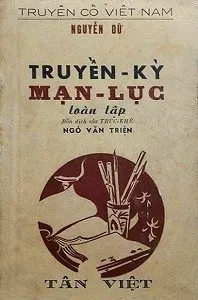 TRUYỆN CỔ VIỆT NAM
NGUYỄN DỮ
TRUYỀN-KỲ
MẠN-LỤC
toàn tập
Bản dịch của TRÚC-KHÊ
NGÔ VĂN TRIỆN
TÂN VIỆT